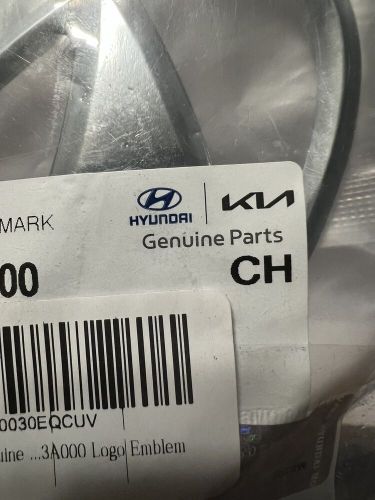 MARK
HYUNDAI KIA
Genuine Parts
00 CH
0030EQCUV
uine ...3A000 Logo Emblem